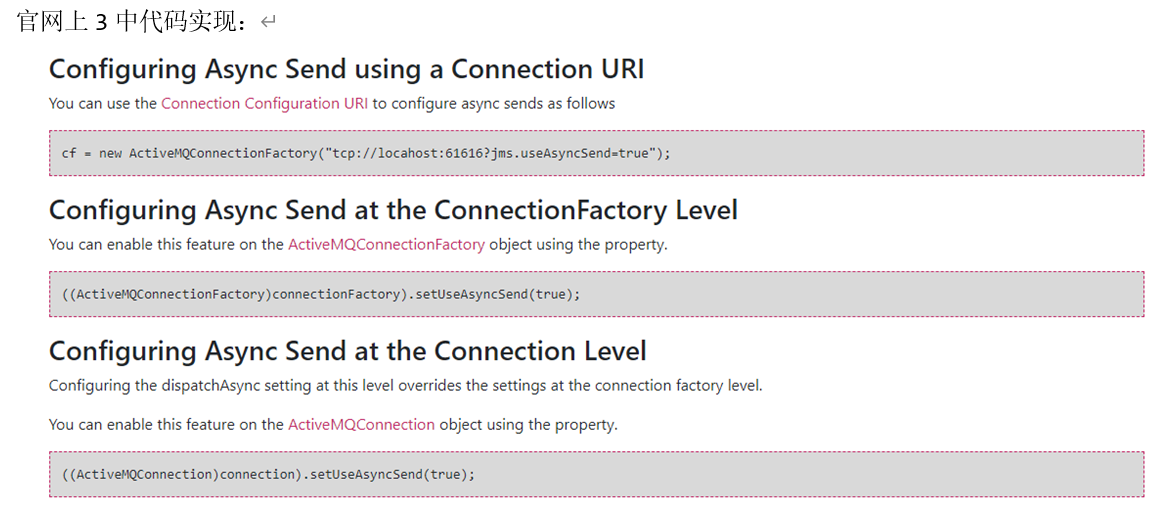 官网上 3 中代码实现：
Configuring Async Send using a Connection URI
You can use the Connection Configuration URI to configure async sends as follows
cf = new ActiveMQConnectionFactory("tcp://locahost:61616?jms.useAsyncSend=true");
Configuring Async Send at the ConnectionFactory Level
You can enable this feature on the ActiveMQConnectionFactory object using the property.
((ActiveMQConnectionFactory)connectionFactory).setUseAsyncSend(true);
Configuring Async Send at the Connection Level
Configuring the dispatchAsync setting at this level overrides the settings at the connection factory level.
You can enable this feature on the ActiveMQConnection object using the property.
((ActiveMQConnection)connection).setUseAsyncSend(true);